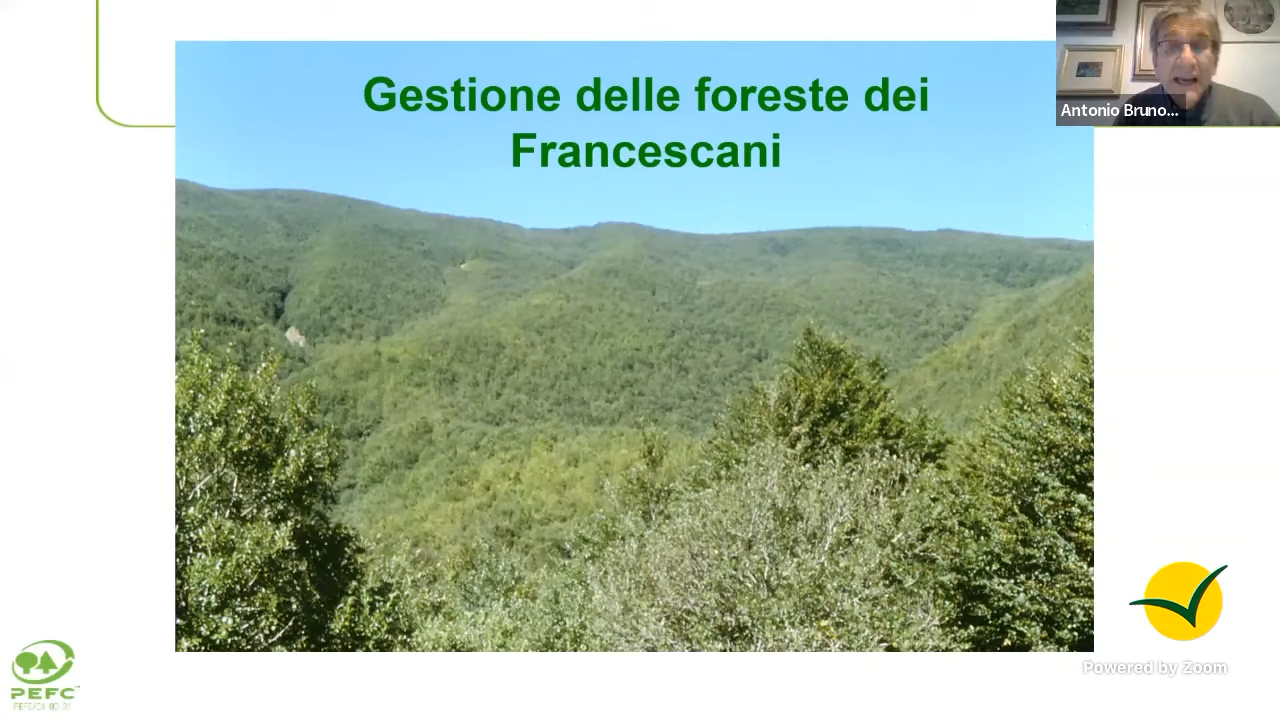 Gestione delle foreste dei
Francescani
Antonio Bruno...
Powered by Zoom
PEFC